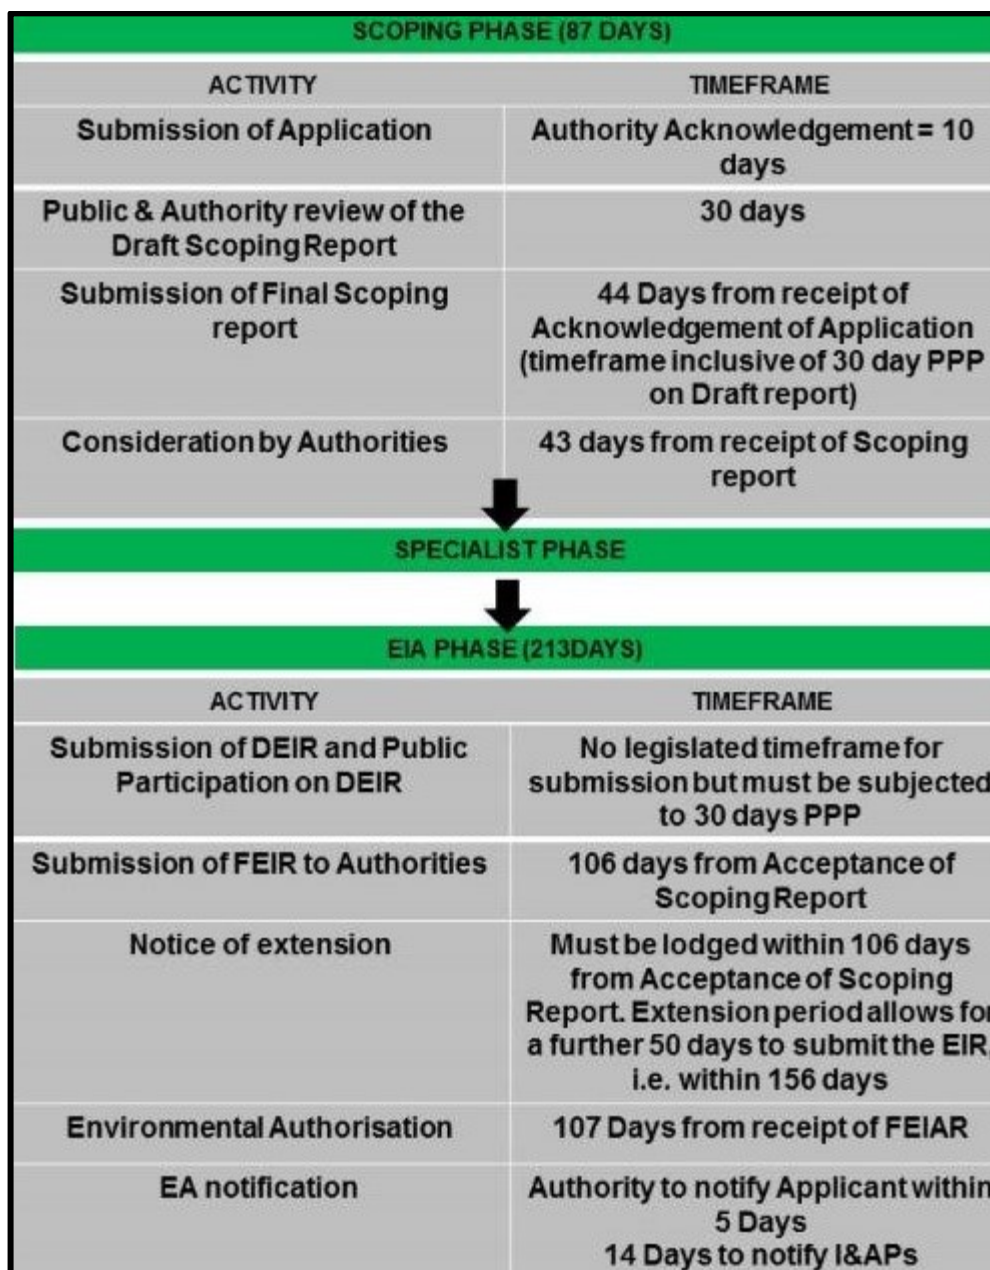 SCOPING PHASE (87 DAYS)
ACTIVITY
TIMEFRAME
Submission of Application
Authority Acknowledgement = 10
days
Public & Authority review of the
Draft Scoping Report
30 days
Submission of Final Scoping
report
44 Days from receipt of
Acknowledgement of Application
(timeframe inclusive of 30 day PPP
on Draft report)
Consideration by Authorities
43 days from receipt of Scoping
report
SPECIALIST PHASE
EIA PHASE (213DAYS)
ACTIVITY
TIMEFRAME
Submission of DEIR and Public
Participation on DEIR
No legislated timeframe for
submission but must be subjected
to 30 days PPP
Submission of FEIR to Authorities
106 days from Acceptance of
Scoping Report
Notice of extension
Must be lodged within 106 days
from Acceptance of Scoping
Report. Extension period allows for
a further 50 days to submit the EIR,
i.e. within 156 days
Environmental Authorisation
107 Days from receipt of FEIAR
EA notification
Authority to notify Applicant within
5 Days
14 Days to notify I&APs